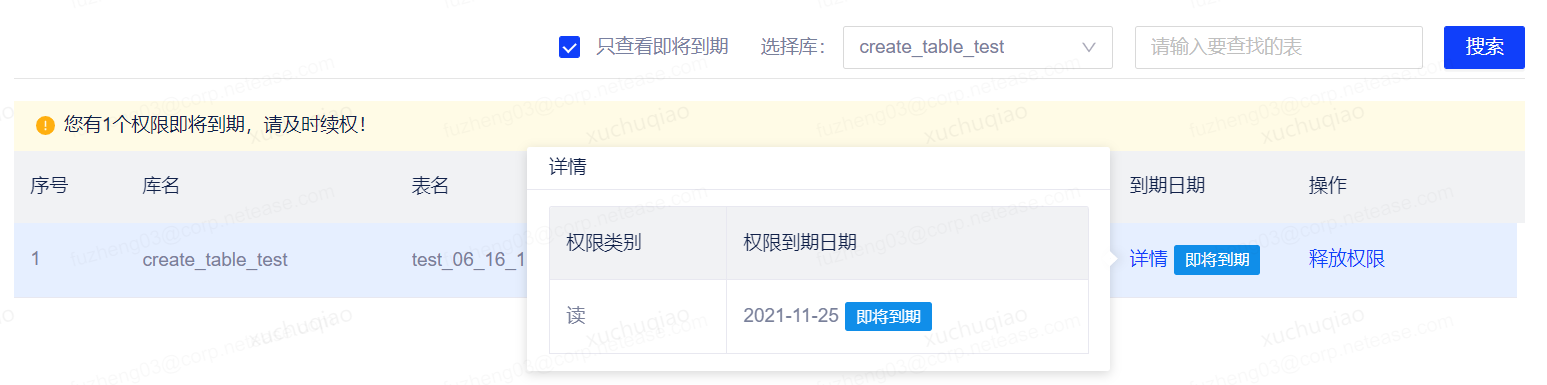 只查看即将到期 选择库： create_table_test 请输入要查找的表 搜索
您有1个权限即将到期，请及时续权！
序号 库名 表名 到期日期 操作
1 create_table_test test_06_16_1 详情 即将到期 释放权限
详情
权限类别 权限到期日期
读 2021-11-25 即将到期
fuzheng03@corp.netease.com
xuchuqiao